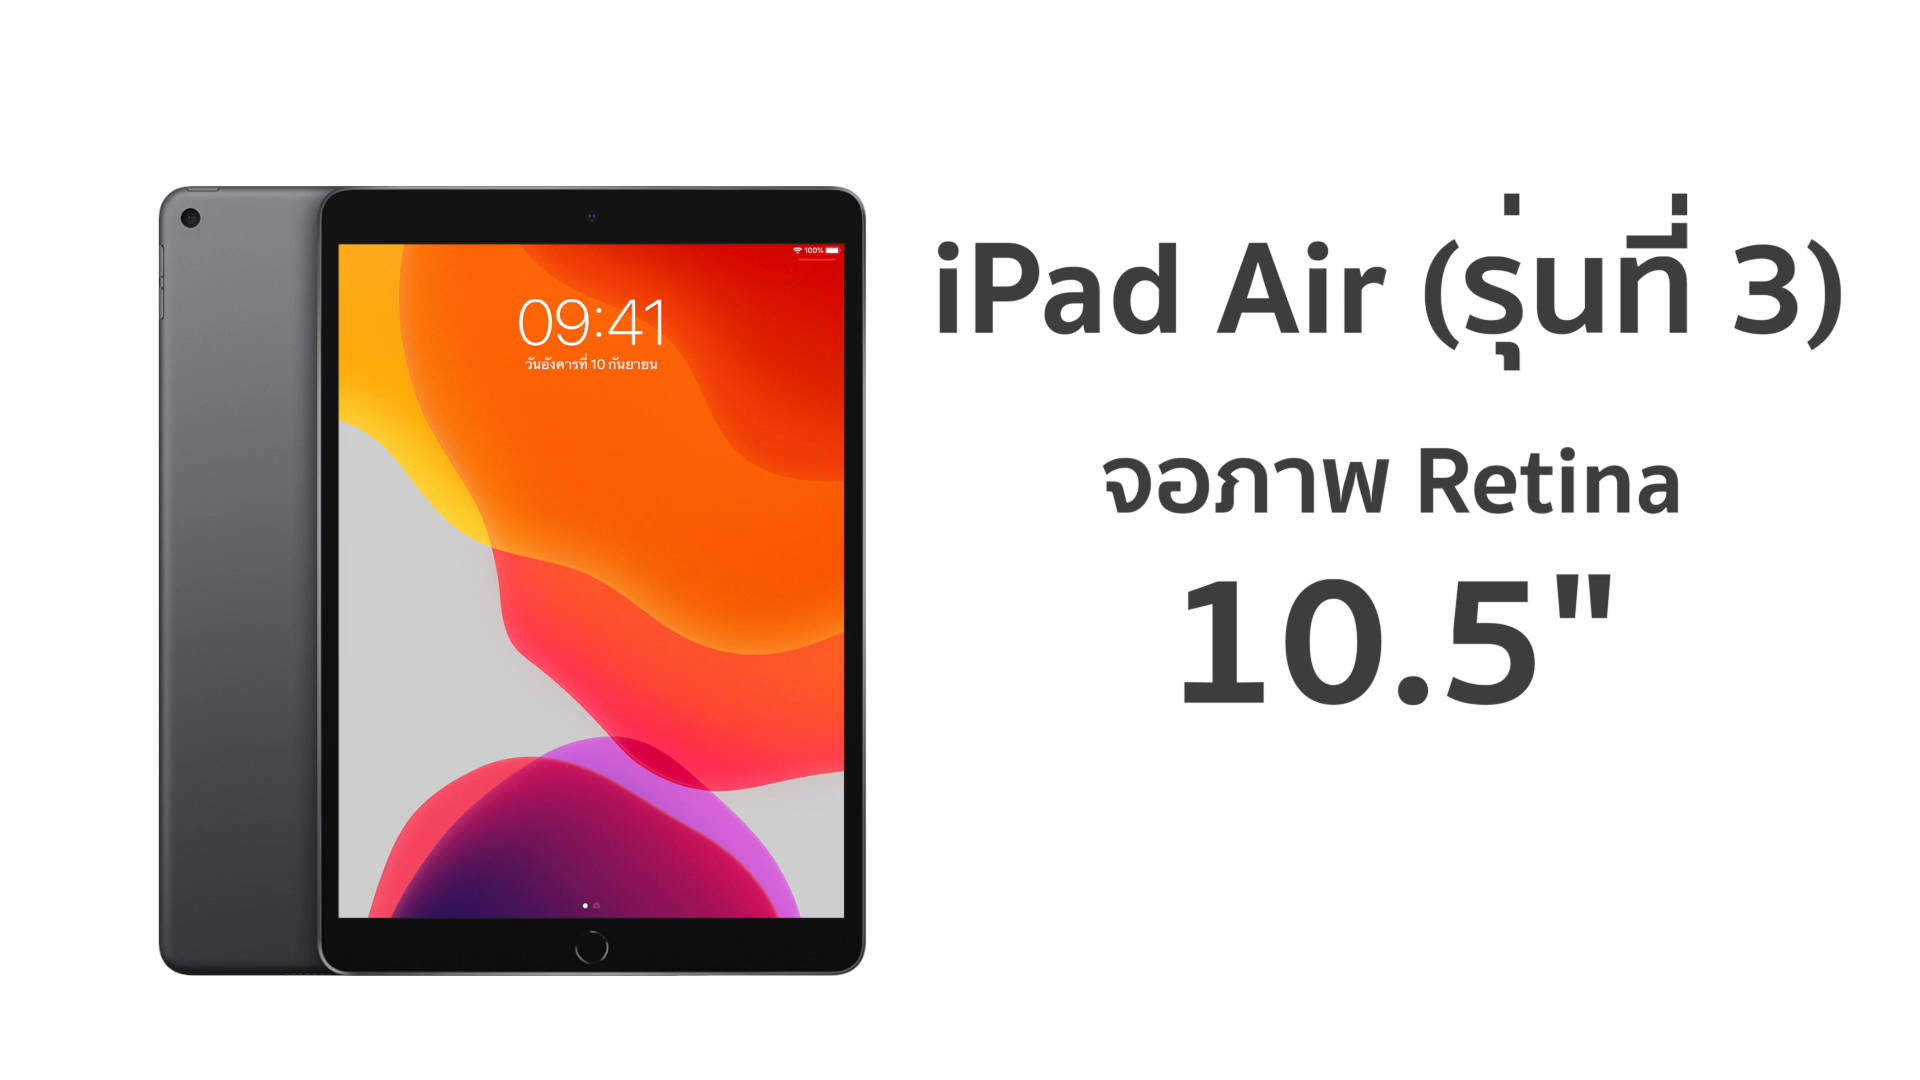 100%
09:41
วันอังคารที่ 10 กันยายน
iPad Air (รุ่นที่ 3)
จอภาพ Retina
10.5"